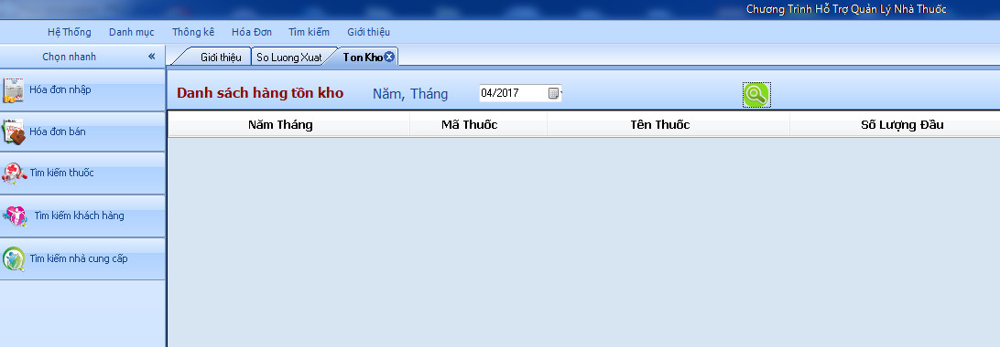 Chương Trình Hỗ Trợ Quản Lý Nhà Thuốc
Hệ Thống Danh mục Thông kê Hóa Đơn Tìm kiếm Giới thiệu
Chọn nhanh «
Giới thiệu So Luong Xuat Ton Kho
Hóa đơn nhập
Danh sách hàng tồn kho Năm, Tháng 04/2017
Năm Tháng Mã Thuốc Tên Thuốc Số Lượng Đầu
Hóa đơn bán
Tìm kiếm thuốc
Tìm kiếm khách hàng
Tìm kiếm nhà cung cấp